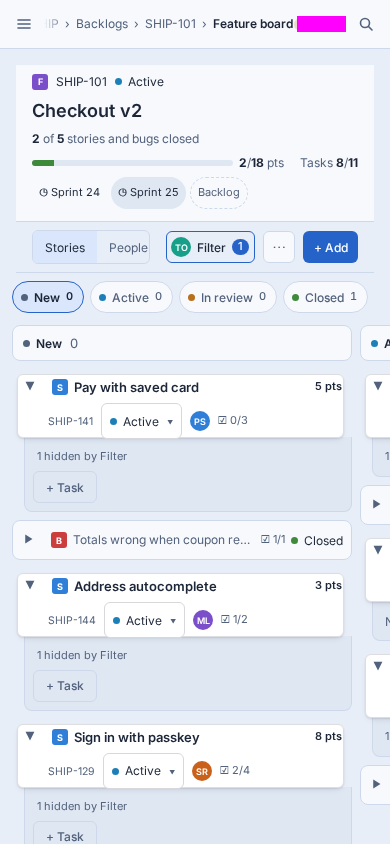 IP › Backlogs › SHIP-101 › Feature board
F SHIP-101 Active
Checkout v2
2 of 5 stories and bugs closed
2/18 pts Tasks 8/11
Sprint 24 Sprint 25 Backlog
Stories People TO Filter 1 ... + Add
New 0 Active 0 In review 0 Closed 1
New 0 A
S Pay with saved card 5 pts
SHIP-141 Active PS ☑ 0/3
1 hidden by Filter 1
+ Task
B Totals wrong when coupon re... ☑ 1/1 Closed
S Address autocomplete 3 pts
SHIP-144 Active ML ☑ 1/2
1 hidden by Filter
+ Task
S Sign in with passkey 8 pts
SHIP-129 Active SR ☑ 2/4
1 hidden by Filter
+ Task